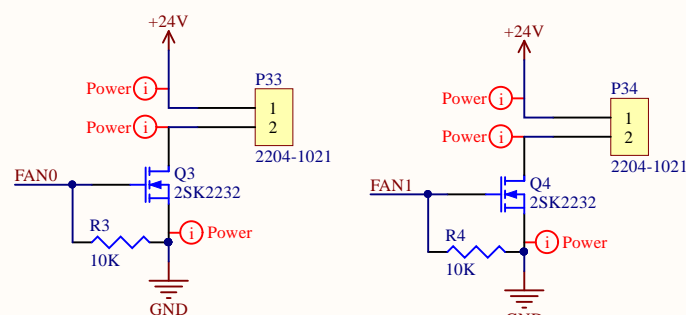 +24V
P33
Power i
1
Power i
2
2204-1021
Q3
FAN0
2SK2232
R3
i Power
10K
GND
+24V
P34
Power i
1
Power i
2
2204-1021
Q4
FAN1
2SK2232
R4
i Power
10K
GND